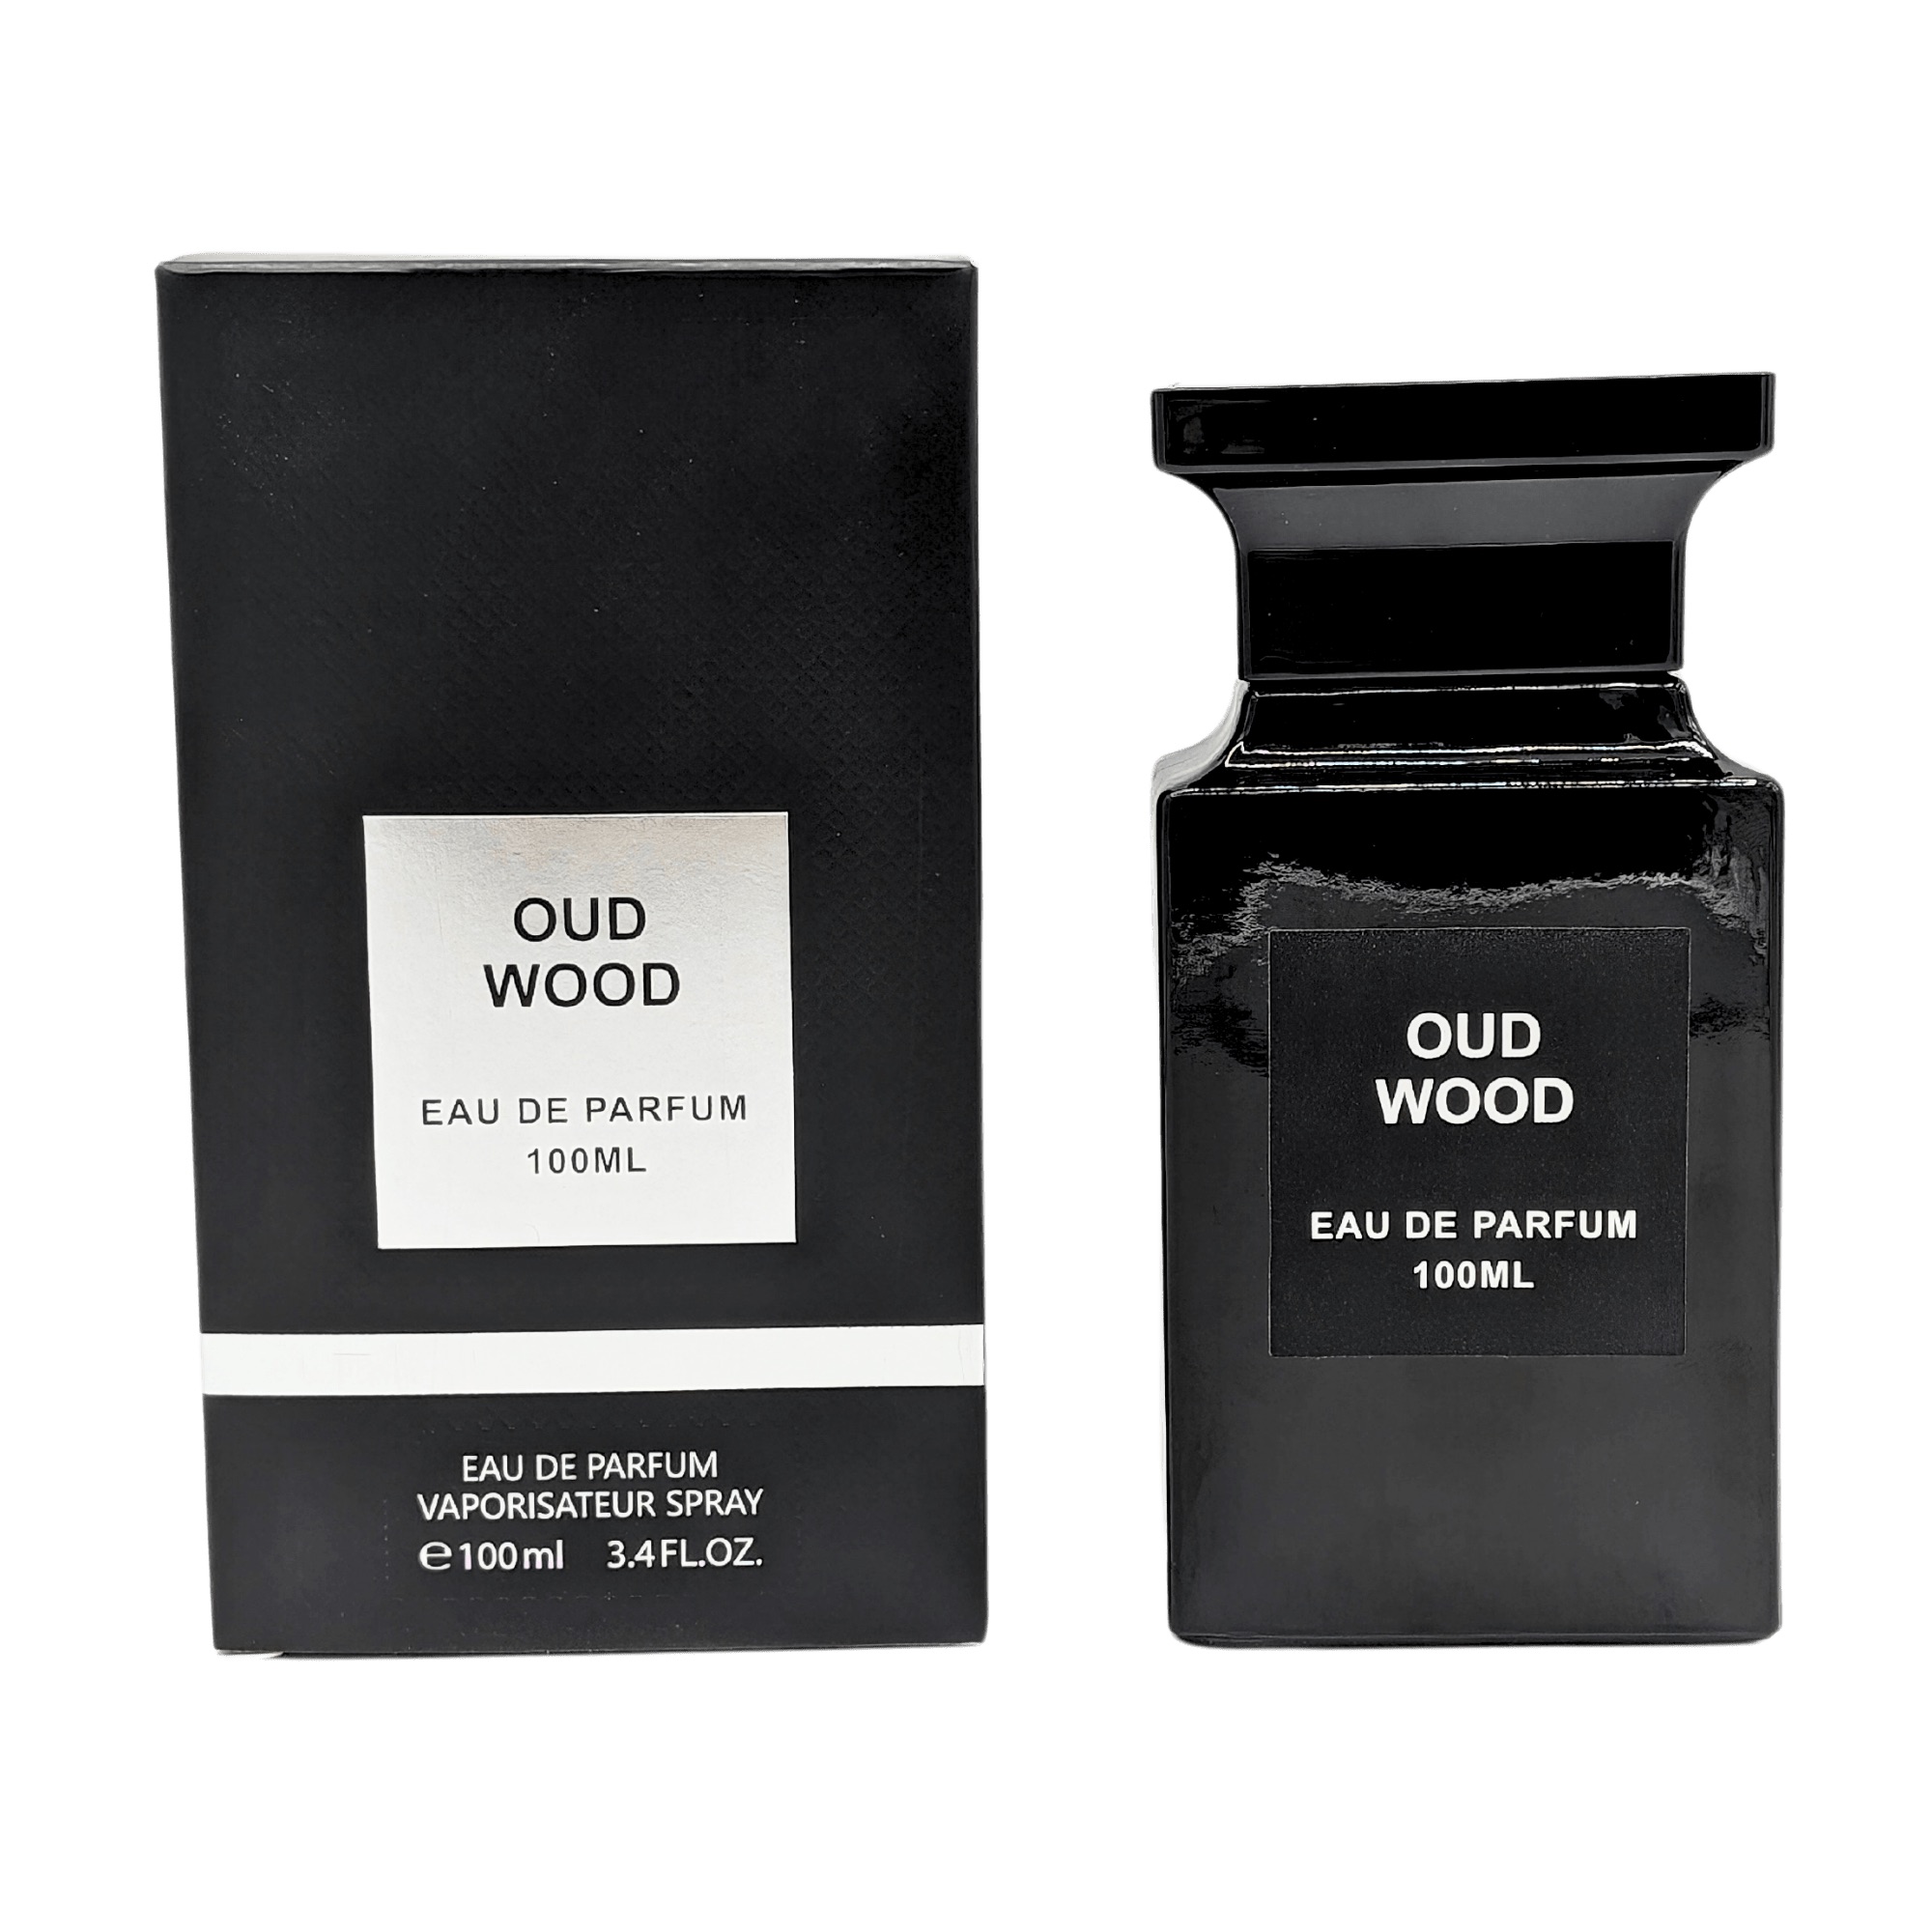 OUD
WOOD
EAU DE PARFUM
100ML
EAU DE PARFUM
VAPORISATEUR SPRAY
℮100ml 3.4FL.OZ.
OUD
WOOD
EAU DE PARFUM
100ML